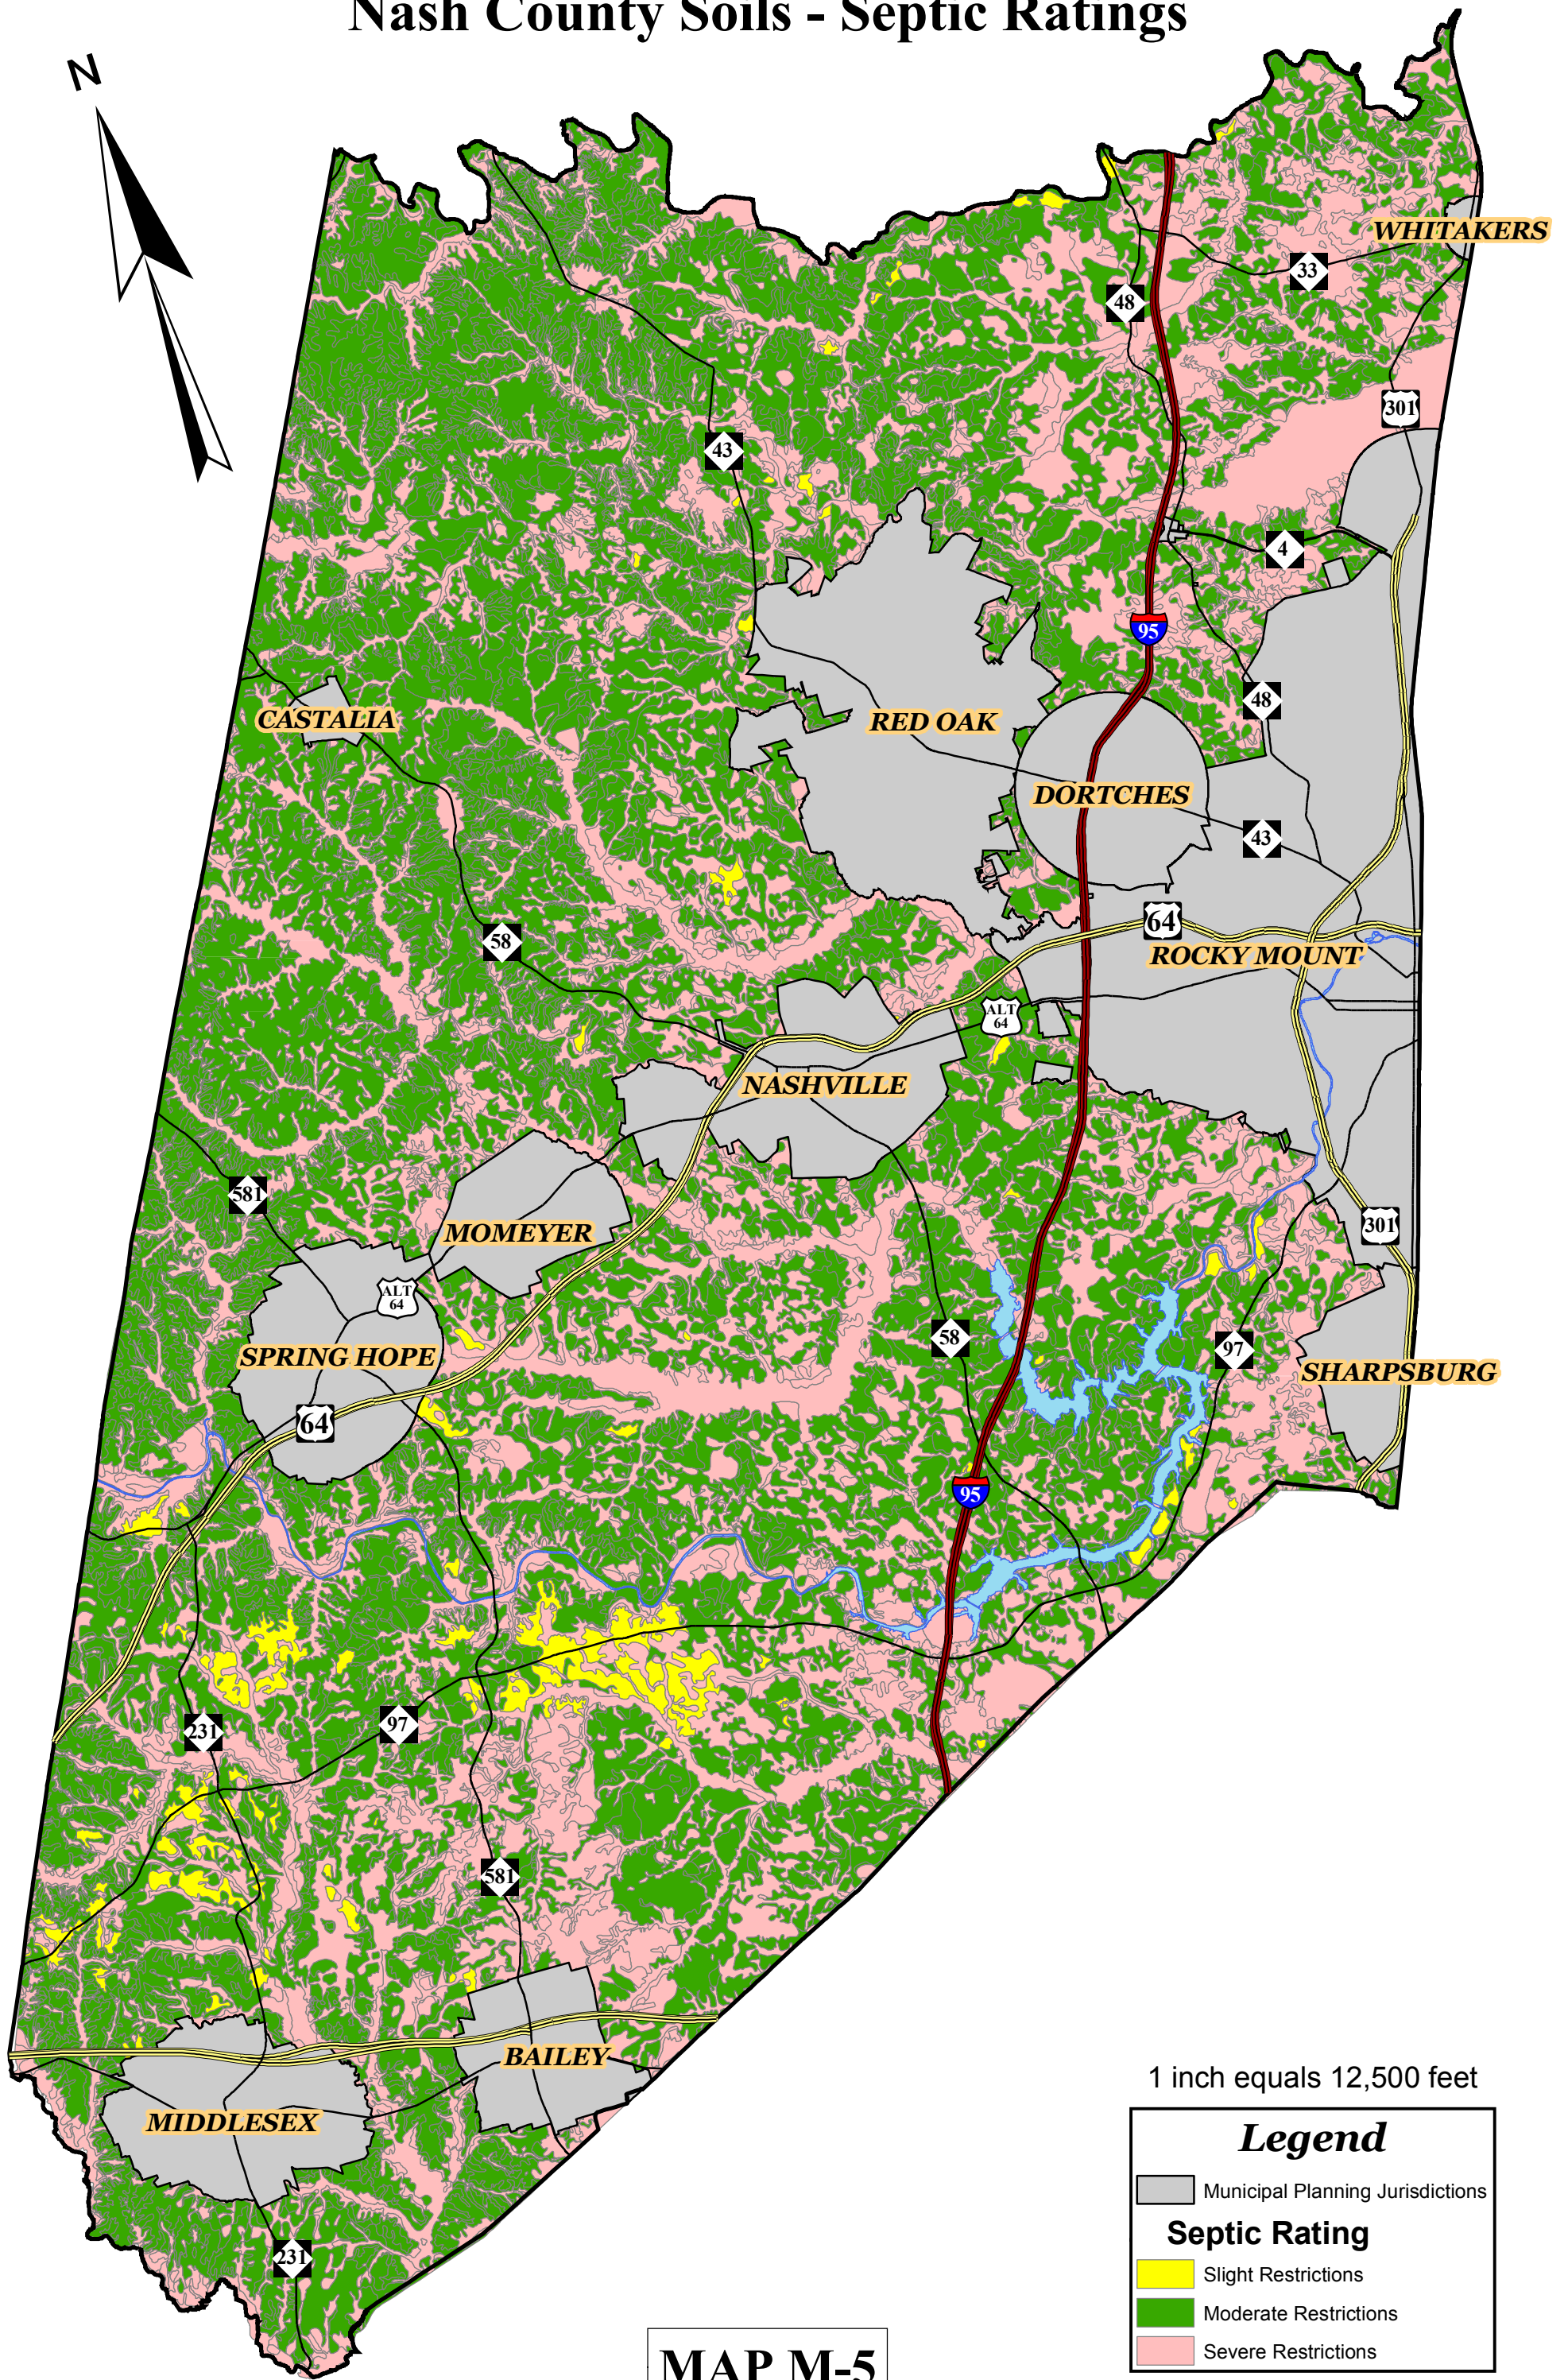 Nash County Soils - Septic Ratings
N
WHITAKERS
33
48
301
43
4
95
48
CASTALIA
RED OAK
DORTCHES
43
64
58
ROCKY MOUNT
ALT
64
NASHVILLE
581
MOMEYER
301
ALT
64
58
97
SPRING HOPE
SHARPSBURG
64
95
231
97
581
BAILEY
MIDDLESEX
231
1 inch equals 12,500 feet
Legend
Municipal Planning Jurisdictions
Septic Rating
Slight Restrictions
Moderate Restrictions
Severe Restrictions
MAP M-5